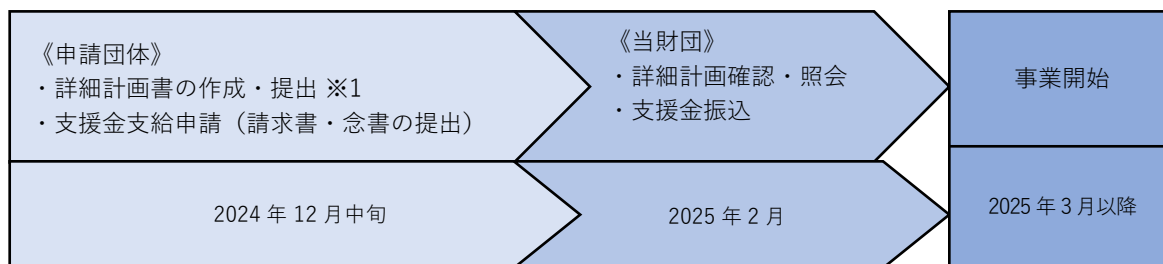 《申請団体》
・詳細計画書の作成・提出 ※1
・支援金支給申請（請求書・念書の提出）
《当財団》
・詳細計画確認・照会
・支援金振込
事業開始
2024 年 12 月中旬
2025 年 2 月
2025 年 3 月以降